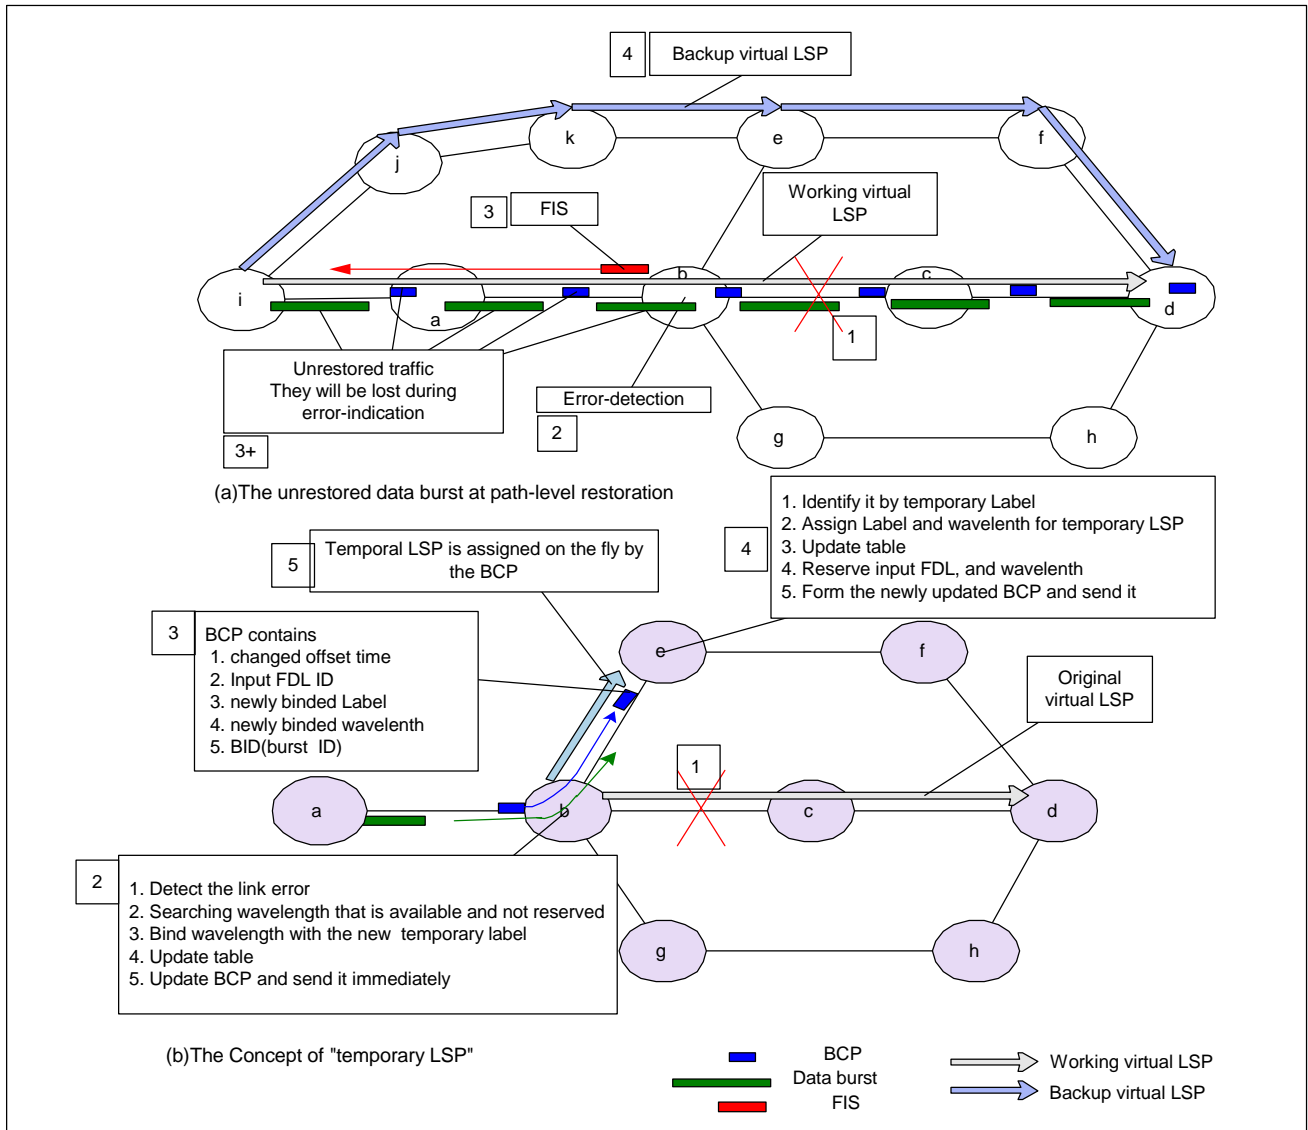 4
Backup virtual LSP
k
e
f
j
Working virtual
LSP
3
FIS
i
a
b
c
d
1
Unrestored traffic
They will be lost during
error-indication
3+
Error-detection
2
g
h
(a)The unrestored data burst at path-level restoration
4
1. Identify it by temporary Label
2. Assign Label and wavelenth for temporary LSP
3. Update table
4. Reserve input FDL, and wavelenth
5. Form the newly updated BCP and send it
5
Temporal LSP is assigned on the fly by
the BCP
3
BCP contains
1. changed offset time
2. Input FDL ID
3. newly binded Label
4. newly binded wavelenth
5. BID(burst ID)
e
f
Original
virtual LSP
1
a
b
c
d
2
1. Detect the link error
2. Searching wavelength that is available and not reserved
3. Bind wavelength with the new temporary label
4. Update table
5. Update BCP and send it immediately
g
h
(b)The Concept of "temporary LSP"
BCP
Data burst
FIS
Working virtual LSP
Backup virtual LSP